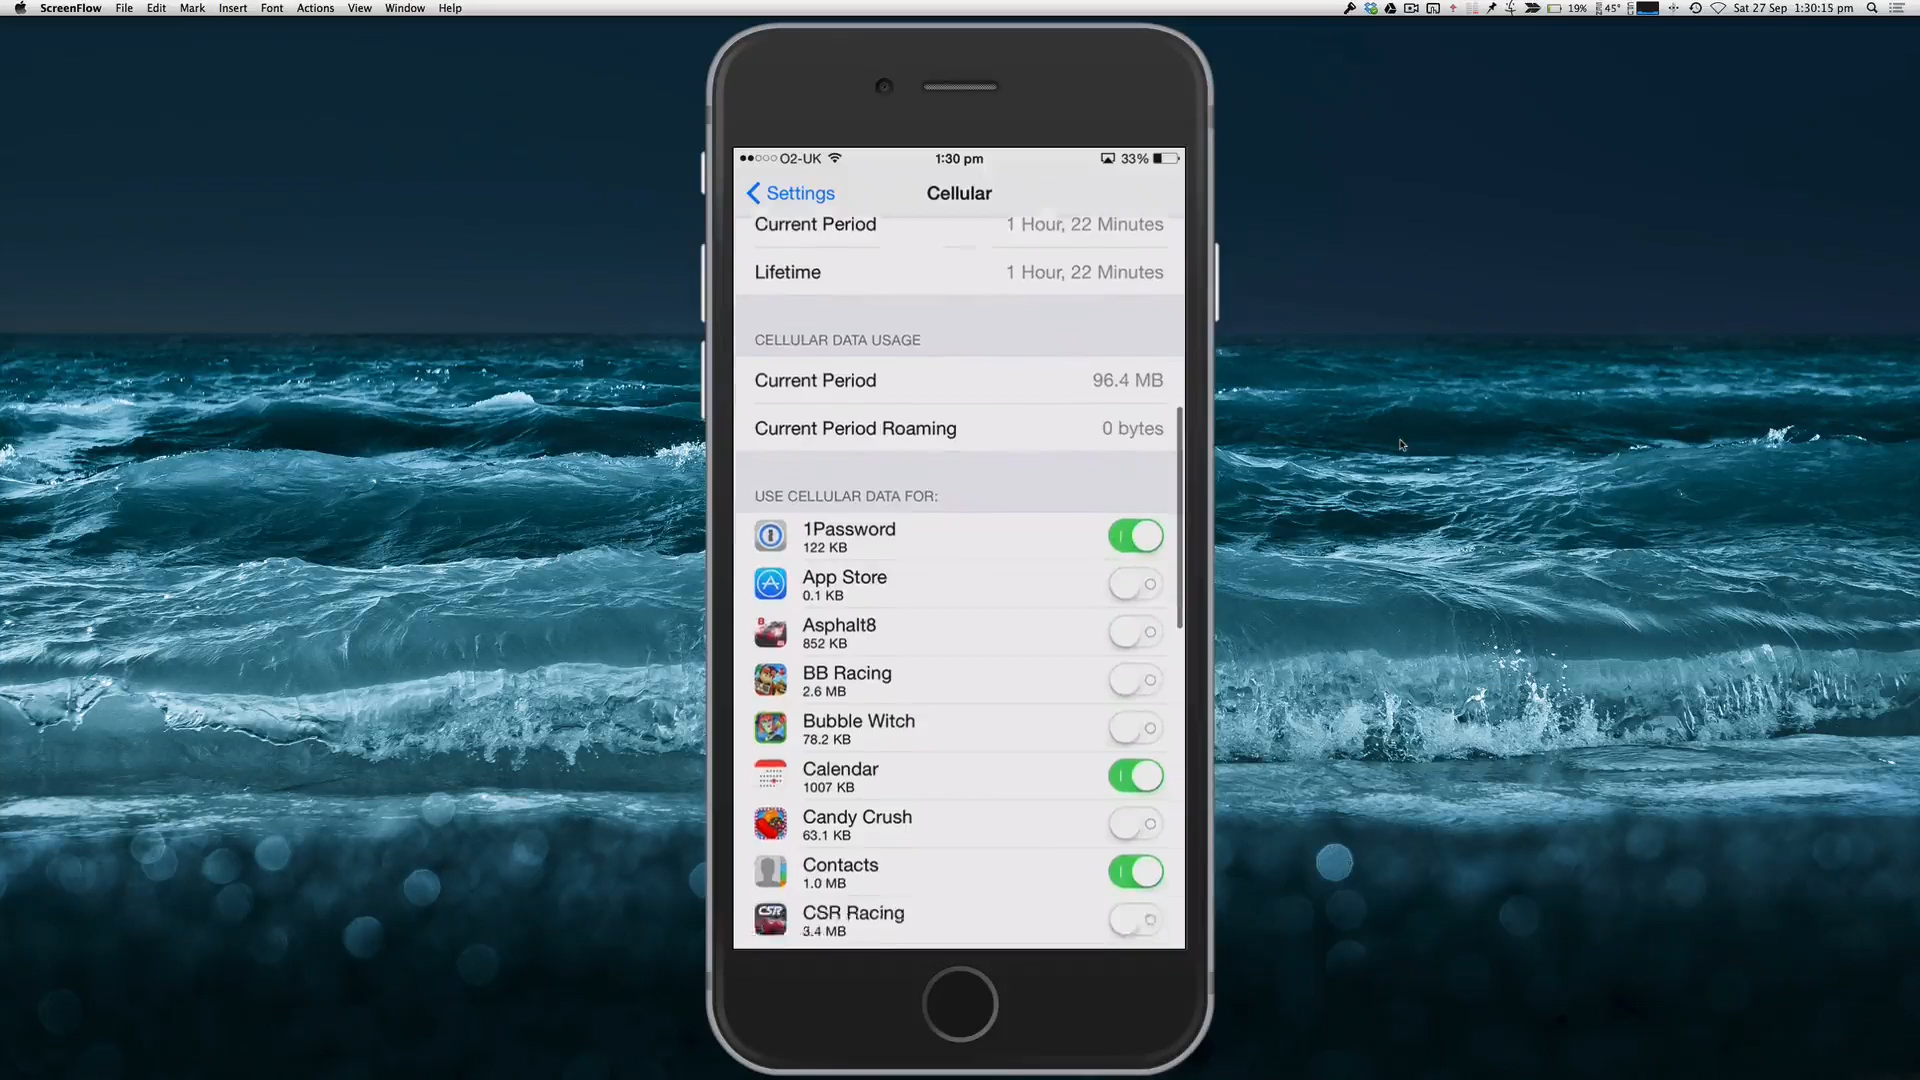 ScreenFlow File Edit Mark Insert Font Actions View Window Help 19% 45° Sat 27 Sep 1:30:15 pm
O2-UK 1:30 pm 33%
Settings Cellular
Current Period 1 Hour, 22 Minutes
Lifetime 1 Hour, 22 Minutes
CELLULAR DATA USAGE
Current Period 96.4 MB
Current Period Roaming 0 bytes
USE CELLULAR DATA FOR:
1Password
122 KB
App Store
0.1 KB
Asphalt8
852 KB
BB Racing
2.6 MB
Bubble Witch
78.2 KB
Calendar
1007 KB
Candy Crush
63.1 KB
Contacts
1.0 MB
CSR
CSR Racing
3.4 MB